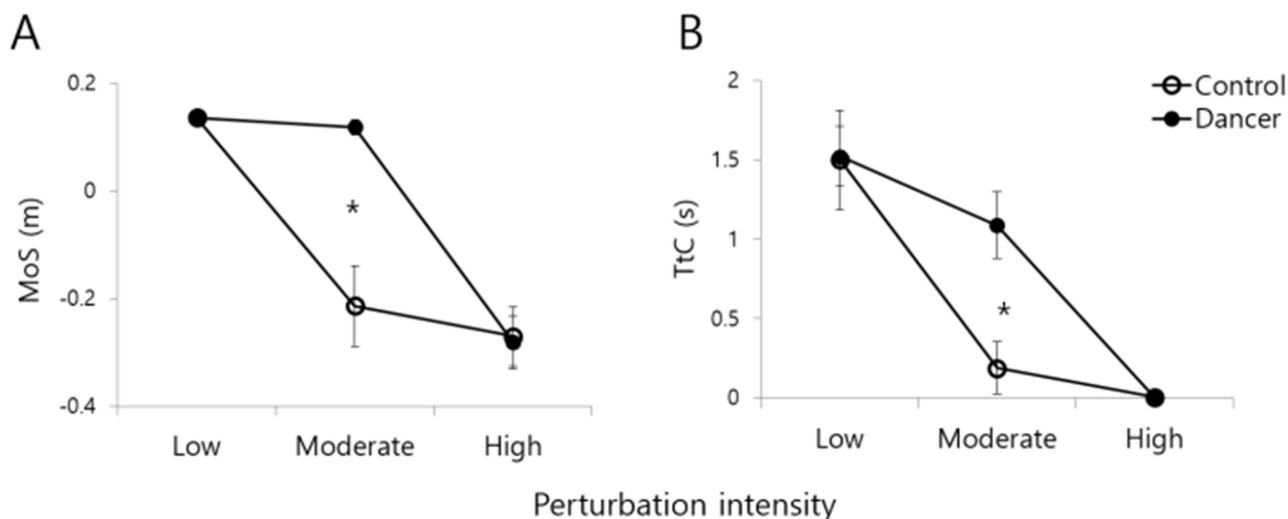 A
MoS (m)
0.2
0
-0.2
-0.4
*
Low Moderate High
B
Control
Dancer
TtC (s)
2
1.5
1
0.5
0
*
Low Moderate High
Perturbation intensity